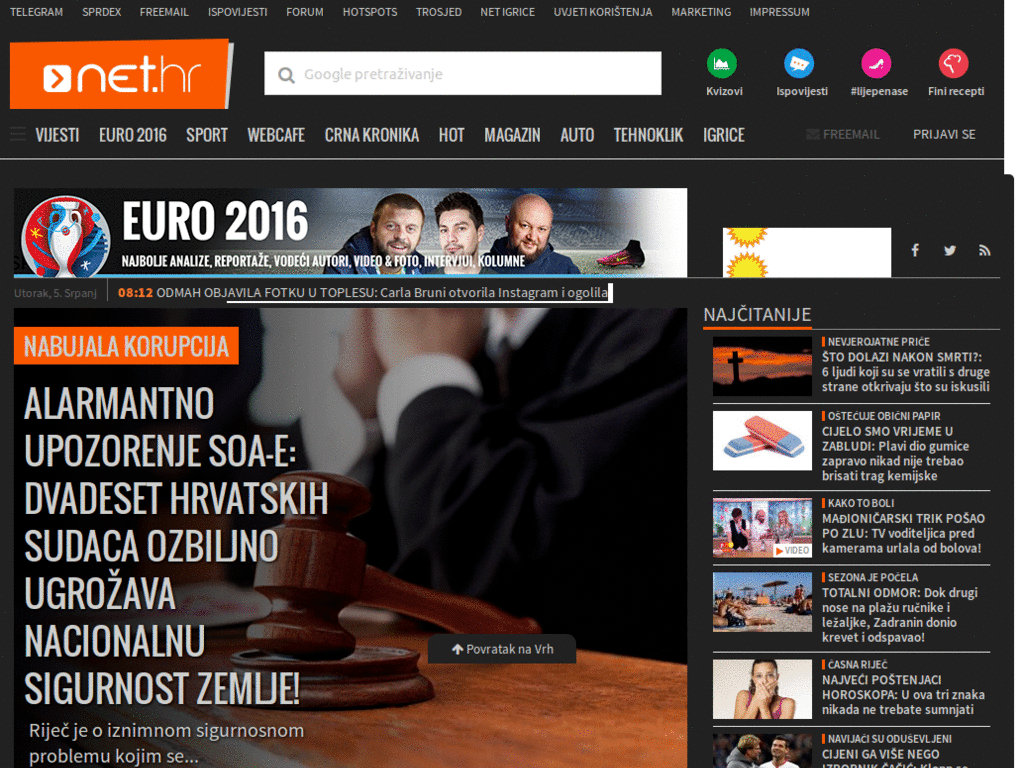 TELEGRAM SPRDEX FREEMAIL ISPOVIJESTI FORUM HOTSPOTS TROSJED NET IGRICE UVJETI KORIŠTENJA MARKETING IMPRESSUM
net.hr
Google pretraživanje
Kvizovi Ispovijesti #lijepenase Fini recepti
VIJESTI EURO 2016 SPORT WEBCAFE CRNA KRONIKA HOT MAGAZIN AUTO TEHNOKLIK IGRICE FREEMAIL PRIJAVI SE
EURO 2016
NAJBOLJE ANALIZE, REPORTAŽE, VODEĆI AUTORI, VIDEO & FOTO, INTERVJUI, KOLUMNE
Utorak, 5. Srpanj
08:12 ODMAH OBJAVILA FOTKU U TOPLESU: Carla Bruni otvorila Instagram i ogolila
NABUJALA KORUPCIJA
ALARMANTNO
UPOZORENJE SOA-E:
DVADESET HRVATSKIH
SUDACA OZBILJNO
UGROŽAVA
NACIONALNU
SIGURNOST ZEMLJE!
Riječ je o iznimnom sigurnosnom
problemu kojim se...
Povratak na Vrh
NAJČITANIJE
NEVJEROJATNE PRIČE
ŠTO DOLAZI NAKON SMRTI?:
6 ljudi koji su se vratili s druge
strane otkrivaju što su iskusili
OŠTEĆUJE OBIČNI PAPIR
CIJELO SMO VRIJEME U
ZABLUDI: Plavi dio gumice
zapravo nikad nije trebao
brisati trag kemijske
VIDEO
KAKO TO BOLI
MAĐIONIČARSKI TRIK POŠAO
PO ZLU: TV voditeljica pred
kamerama urlala od bolova!
SEZONA JE POČELA
TOTALNI ODMOR: Dok drugi
nose na plažu ručnike i
ležaljke, Zadranin donio
krevet i odspavao!
ČASNA RIJEČ
NAJVEĆI POŠTENJACI
HOROSKOPA: U ova tri znaka
nikada ne trebate sumnjati
NAVIJAČI SU ODUŠEVLJENI
CIJENI GA VIŠE NEGO
IZBORNIK ČAČIĆ: Klopp se